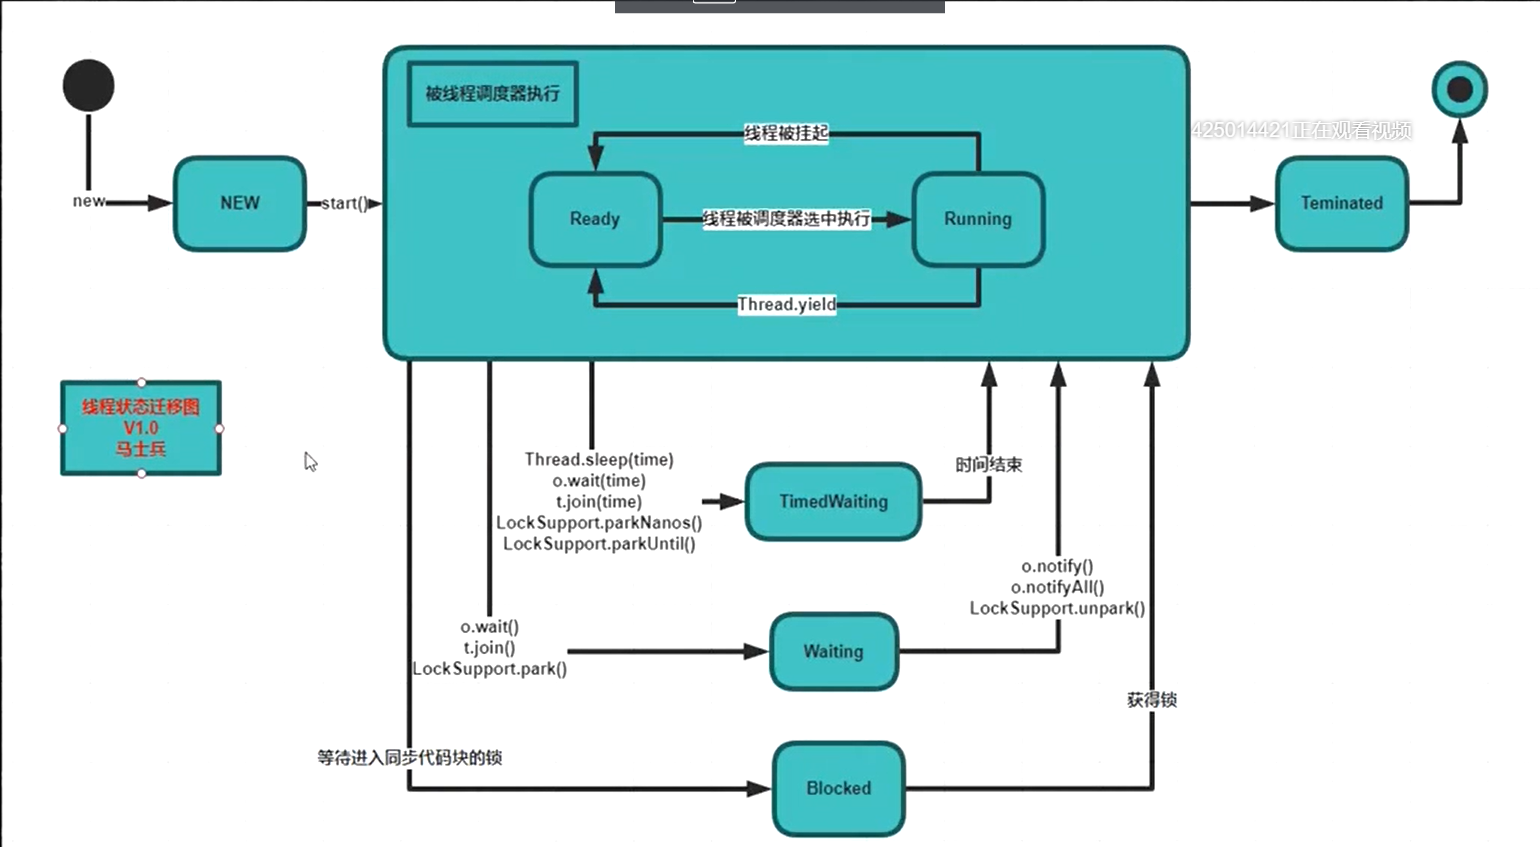 被线程调度器执行
线程被挂起
425014421正在观看视频
new
NEW
start()
Ready
线程被调度器选中执行
Running
Teminated
Thread.yield
线程状态迁移图
V1.0
马士兵
Thread.sleep(time)
o.wait(time)
t.join(time)
LockSupport.parkNanos()
LockSupport.parkUntil()
TimedWaiting
时间结束
o.notify()
o.notifyAll()
LockSupport.unpark()
o.wait()
t.join()
LockSupport.park()
Waiting
获得锁
等待进入同步代码块的锁
Blocked